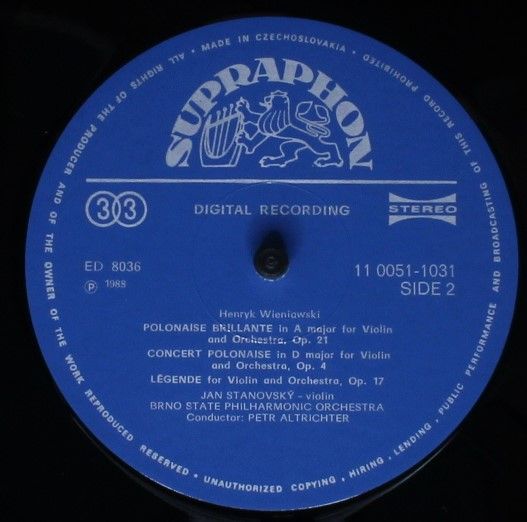 ALL RIGHTS OF THE PRODUCER AND OF THE OWNER OF THE WORK REPRODUCED RESERVED • UNAUTHORIZED COPYING, HIRING, LENDING, PUBLIC PERFORMANCE AND BROADCASTING OF THIS RECORD PROHIBITED • MADE IN CZECHOSLOVAKIA •
SUPRAPHON
33
DIGITAL RECORDING
STEREO
ED 8036
11 0051-1031
Ⓟ 1988
SIDE 2
Henryk Wieniawski
POLONAISE BRILLANTE in A major for Violin
and Orchestra, Op. 21
CONCERT POLONAISE in D major for Violin
and Orchestra, Op. 4
LÉGENDE for Violin and Orchestra, Op. 17
JAN STANOVSKÝ - violin
BRNO STATE PHILHARMONIC ORCHESTRA
Conductor: PETR ALTRICHTER